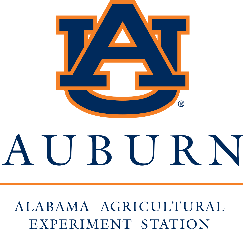 AU®
AUBURN
ALABAMA AGRICULTURAL
EXPERIMENT STATION